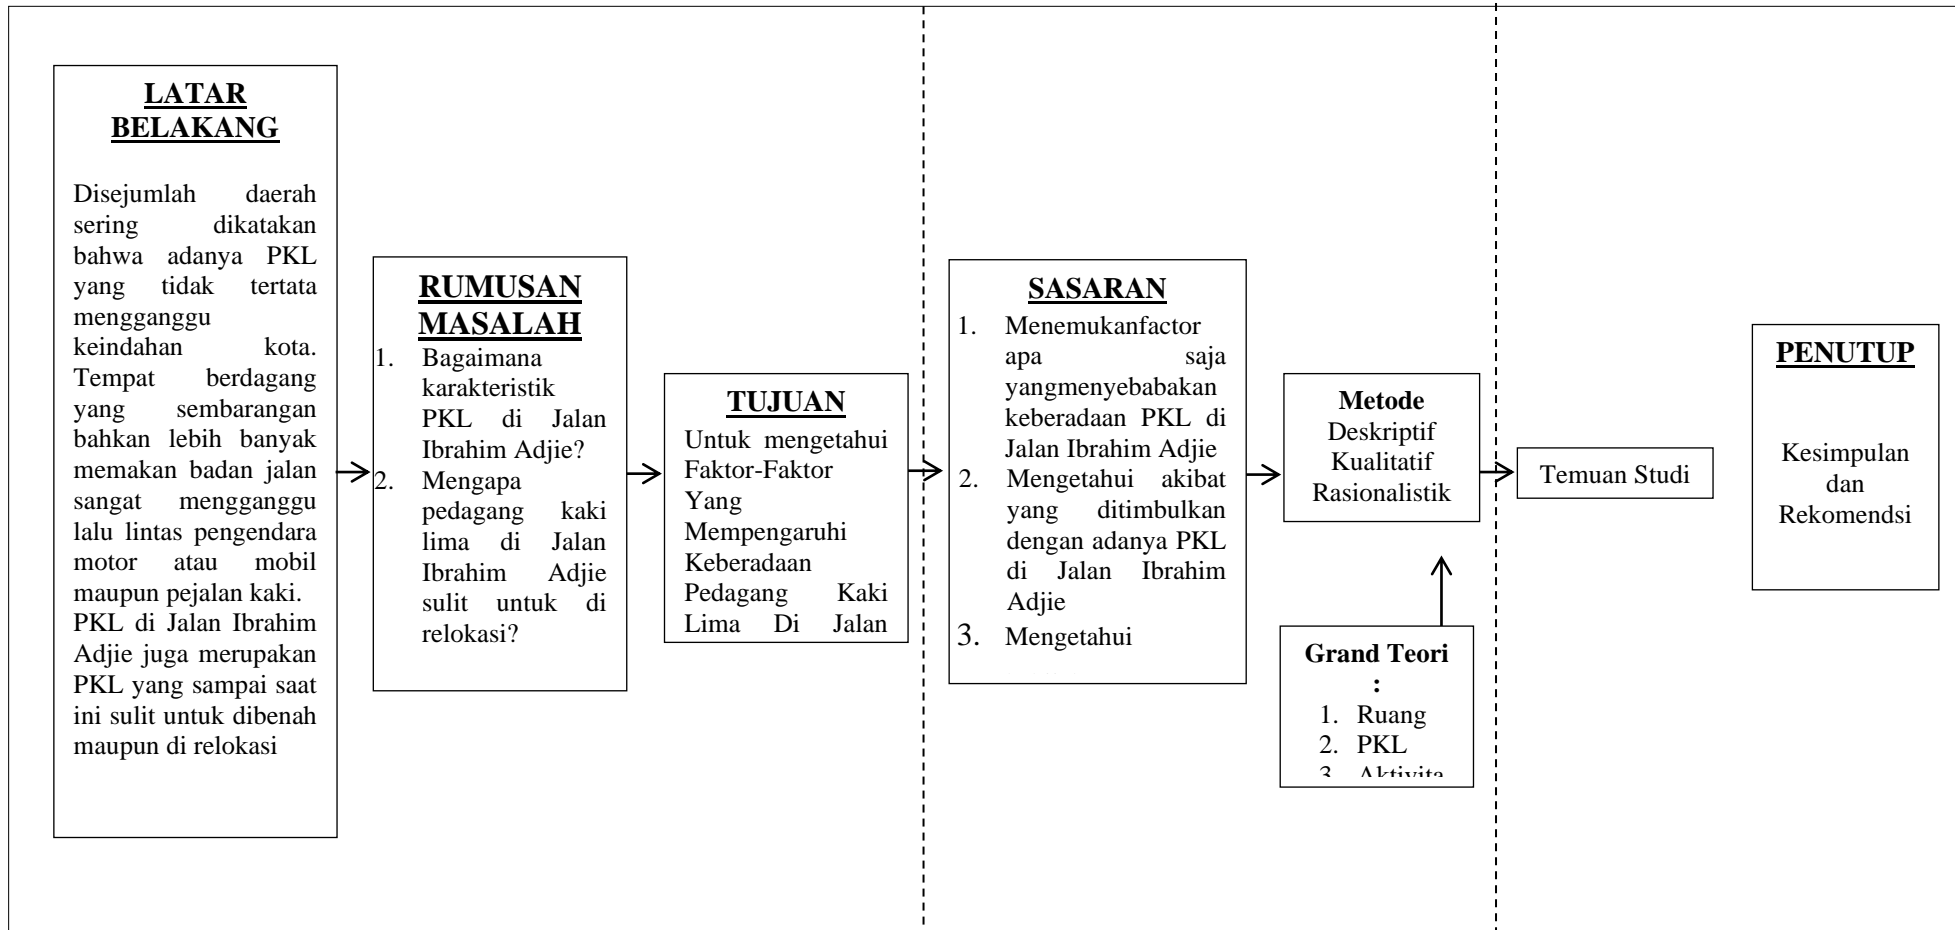 LATAR
BELAKANG
Disejumlah daerah
sering dikatakan
bahwa adanya PKL
yang tidak tertata
mengganggu
keindahan kota.
Tempat berdagang
yang sembarangan
bahkan lebih banyak
memakan badan jalan
sangat mengganggu
lalu lintas pengendara
motor atau mobil
maupun pejalan kaki.
PKL di Jalan Ibrahim
Adjie juga merupakan
PKL yang sampai saat
ini sulit untuk dibenah
maupun di relokasi
RUMUSAN
MASALAH
1. Bagaimana
karakteristik
PKL di Jalan
Ibrahim Adjie?
2. Mengapa
pedagang kaki
lima di Jalan
Ibrahim Adjie
sulit untuk di
relokasi?
TUJUAN
Untuk mengetahui
Faktor-Faktor
Yang
Mempengaruhi
Keberadaan
Pedagang Kaki
Lima Di Jalan
SASARAN
1. Menemukanfactor
apa saja
yangmenyebabakan
keberadaan PKL di
Jalan Ibrahim Adjie
2. Mengetahui akibat
yang ditimbulkan
dengan adanya PKL
di Jalan Ibrahim
Adjie
3. Mengetahui
Metode
Deskriptif
Kualitatif
Rasionalistik
Grand Teori
:
1. Ruang
2. PKL
3. Aktivita
Temuan Studi
PENUTUP
Kesimpulan
dan
Rekomendsi